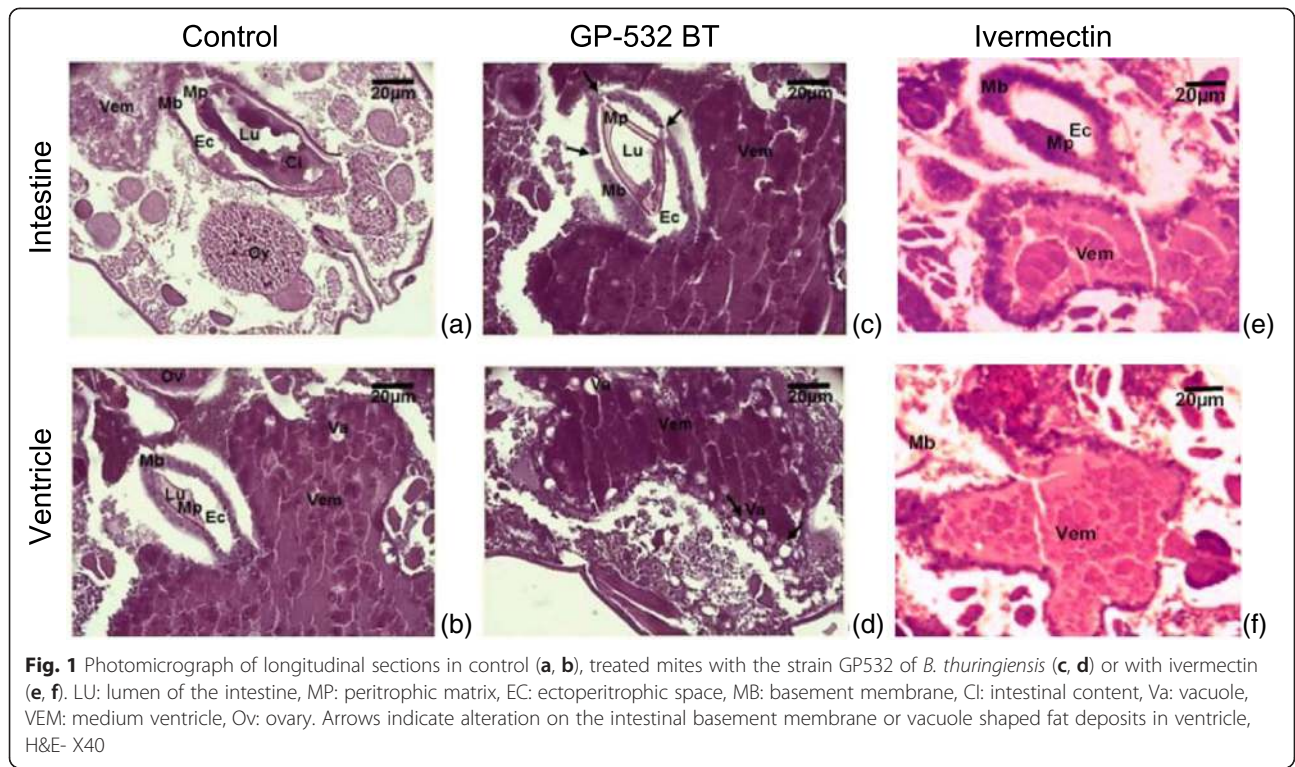 Control GP-532 BT Ivermectin
Intestine
Vem Mb Mp Ec Lu Ci Oy 20µm (a)
Mp Lu Mb Ec Vem 20µm (c)
Mb Ec Mp Vem 20µm (e)
Ventricle
Ov Va Mb Lu Mp Ec Vem 20µm (b)
Va Vem Va 20µm (d)
Mb Vem 20µm (f)
Fig. 1 Photomicrograph of longitudinal sections in control (a, b), treated mites with the strain GP532 of B. thuringiensis (c, d) or with ivermectin
(e, f). LU: lumen of the intestine, MP: peritrophic matrix, EC: ectoperitrophic space, MB: basement membrane, CI: intestinal content, Va: vacuole,
VEM: medium ventricle, Ov: ovary. Arrows indicate alteration on the intestinal basement membrane or vacuole shaped fat deposits in ventricle,
H&E- X40